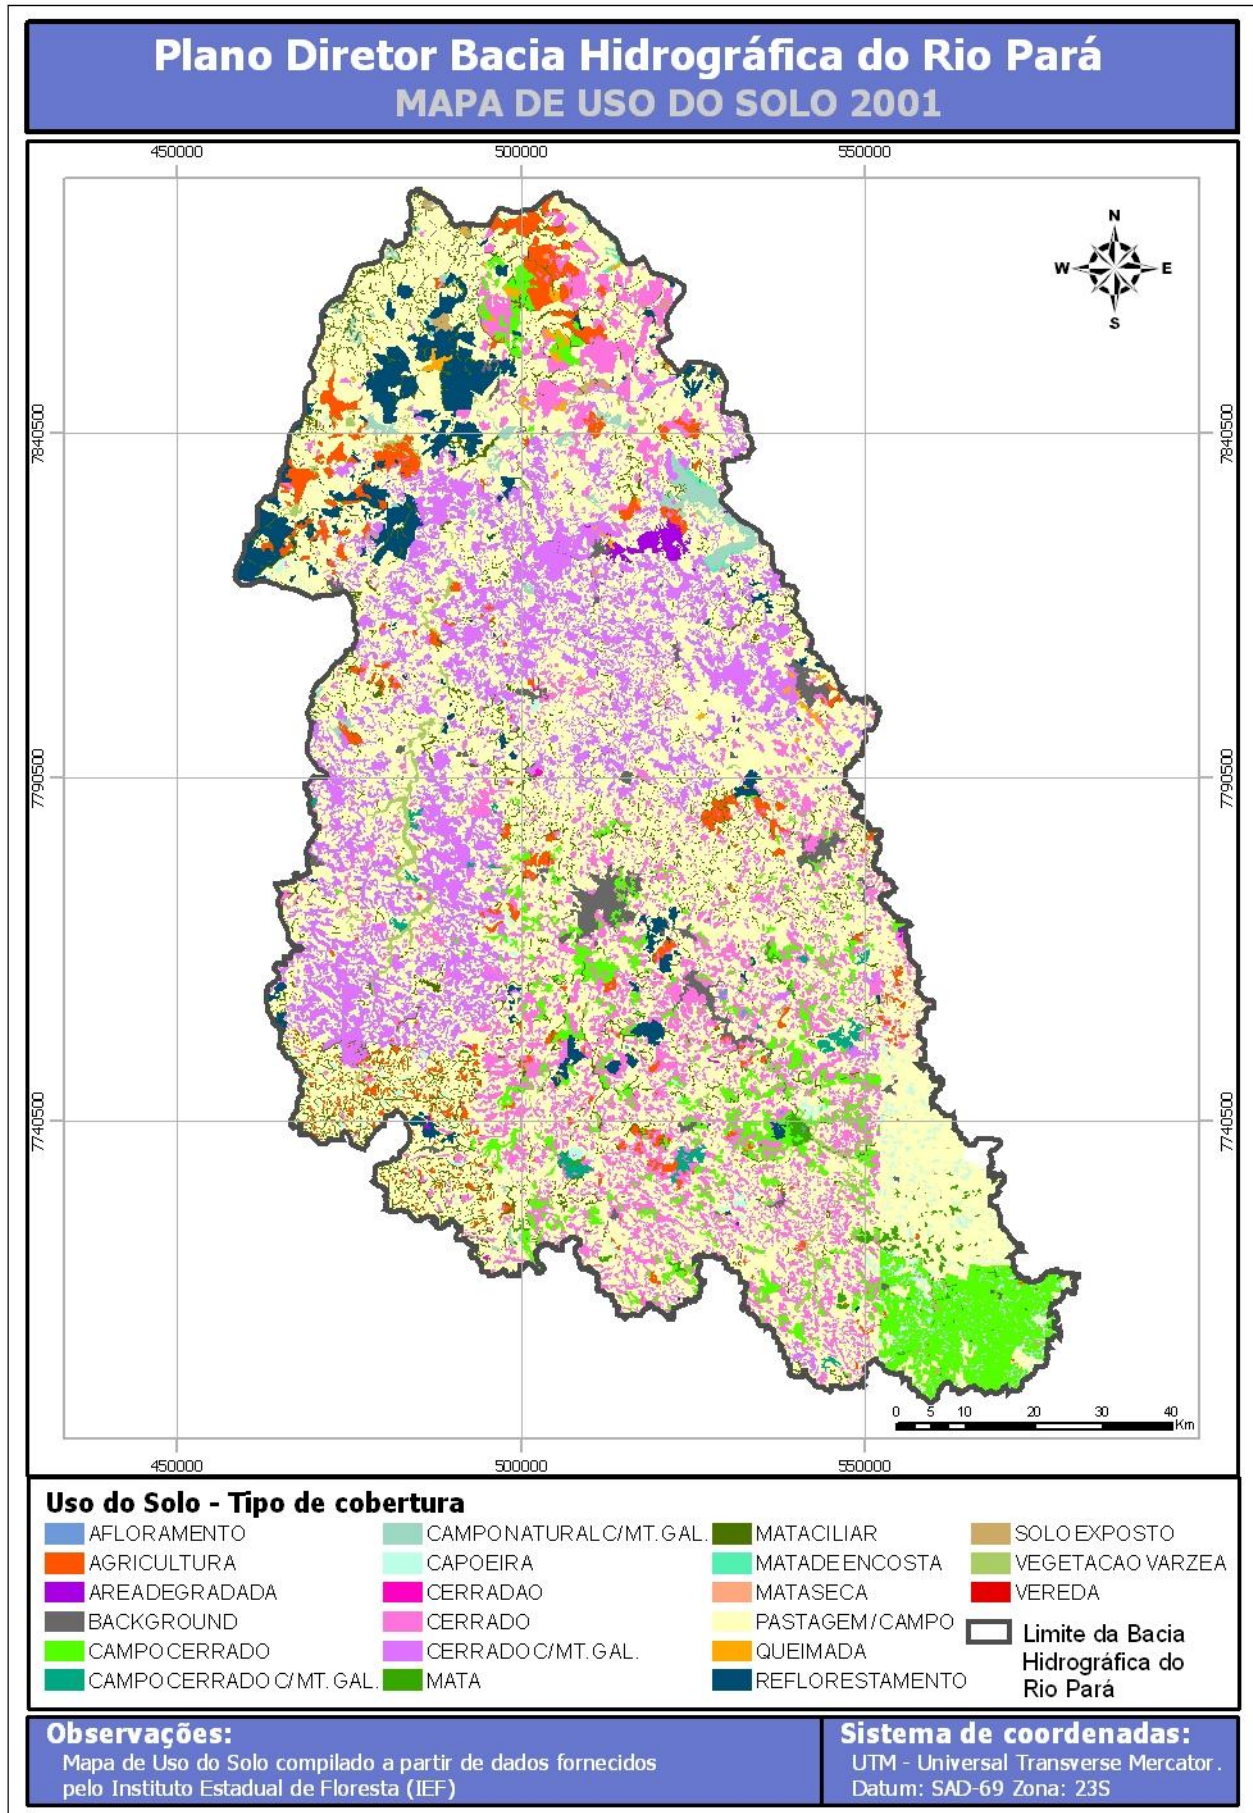 Plano Diretor Bacia Hidrográfica do Rio Pará
MAPA DE USO DO SOLO 2001
450000 500000 550000
N
W E
S
7840500 7840500
7790500 7790500
7740500 7740500
0 5 10 20 30 40
Km
450000 500000 550000
Uso do Solo - Tipo de cobertura
AFLORAMENTO
AGRICULTURA
AREA DEGRADADA
BACKGROUND
CAMPO CERRADO
CAMPO CERRADO C/ MT. GAL.
CAMPO NATURAL C/ MT. GAL.
CAPOEIRA
CERRADAO
CERRADO
CERRADO C/ MT. GAL.
MATA
MATA CILIAR
MATA DE ENCOSTA
MATA SECA
PASTAGEM / CAMPO
QUEIMADA
REFLORESTAMENTO
SOLO EXPOSTO
VEGETACAO VARZEA
VEREDA
Limite da Bacia
Hidrográfica do
Rio Pará
Observações:
Mapa de Uso do Solo compilado a partir de dados fornecidos
pelo Instituto Estadual de Floresta (IEF)
Sistema de coordenadas:
UTM - Universal Transverse Mercator.
Datum: SAD-69 Zona: 23S